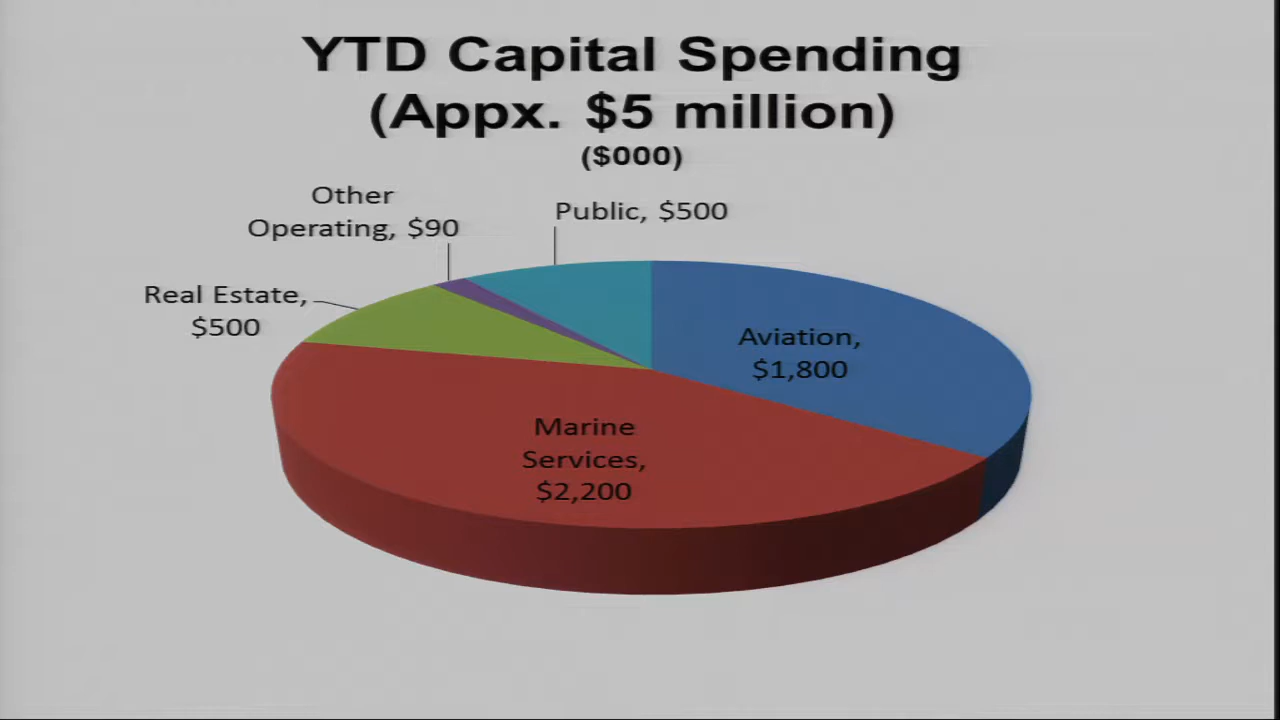 YTD Capital Spending
(Appx. $5 million)
($000)
Other
Operating, $90
Public, $500
Real Estate,
$500
Aviation,
$1,800
Marine
Services,
$2,200